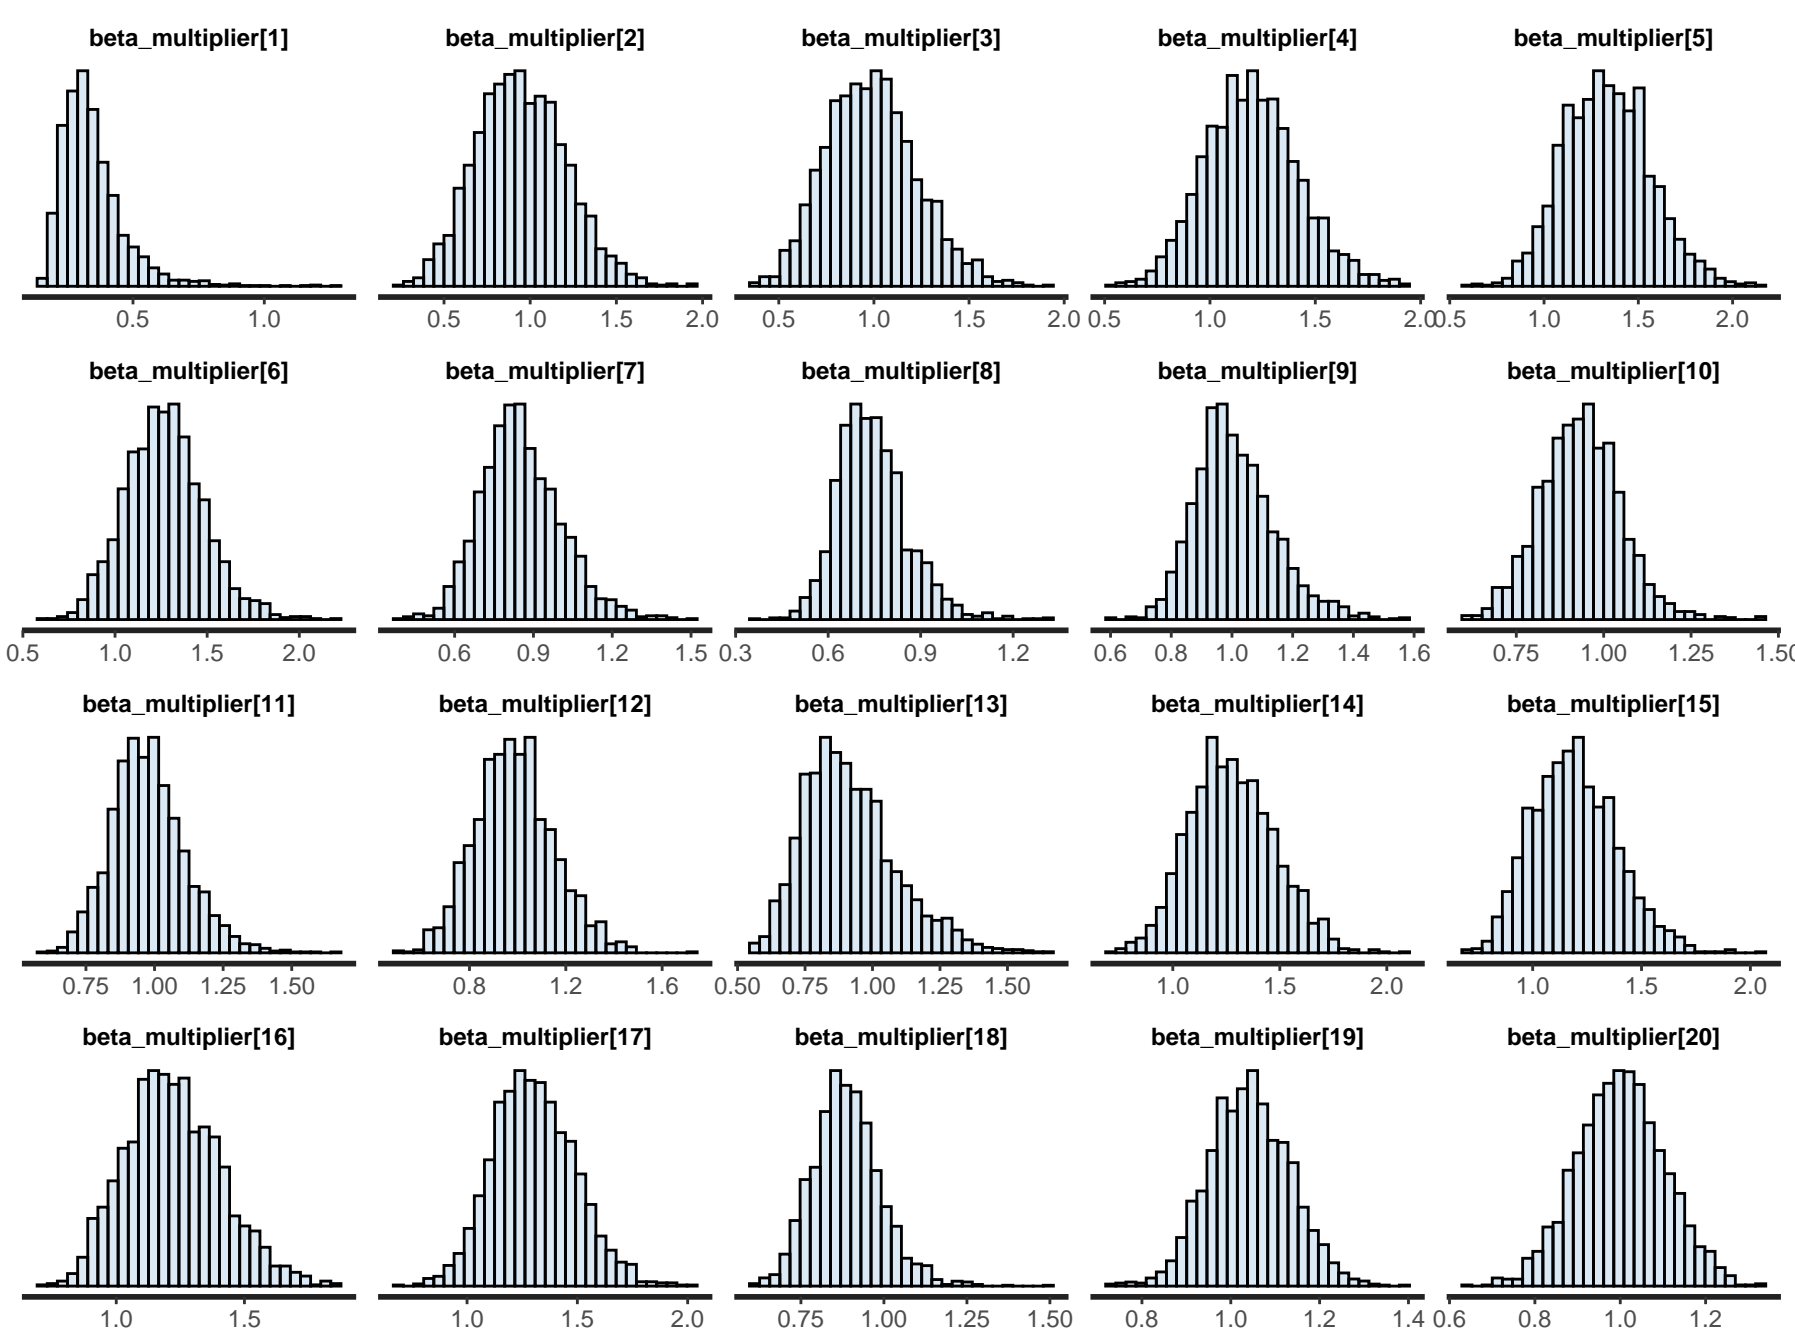 beta_multiplier[1] beta_multiplier[2] beta_multiplier[3] beta_multiplier[4] beta_multiplier[5]
0.5 1.0 0.5 1.0 1.5 2.0 0.5 1.0 1.5 2.0 0.5 1.0 1.5 2.0 0.5 1.0 1.5 2.0
beta_multiplier[6] beta_multiplier[7] beta_multiplier[8] beta_multiplier[9] beta_multiplier[10]
0.5 1.0 1.5 2.0 0.6 0.9 1.2 1.5 0.3 0.6 0.9 1.2 0.6 0.8 1.0 1.2 1.4 1.6 0.75 1.00 1.25 1.50
beta_multiplier[11] beta_multiplier[12] beta_multiplier[13] beta_multiplier[14] beta_multiplier[15]
0.75 1.00 1.25 1.50 0.8 1.2 1.6 0.50 0.75 1.00 1.25 1.50 1.0 1.5 2.0 1.0 1.5 2.0
beta_multiplier[16] beta_multiplier[17] beta_multiplier[18] beta_multiplier[19] beta_multiplier[20]
1.0 1.5 1.0 1.5 2.0 0.75 1.00 1.25 1.50 0.8 1.0 1.2 1.4 0.6 0.8 1.0 1.2